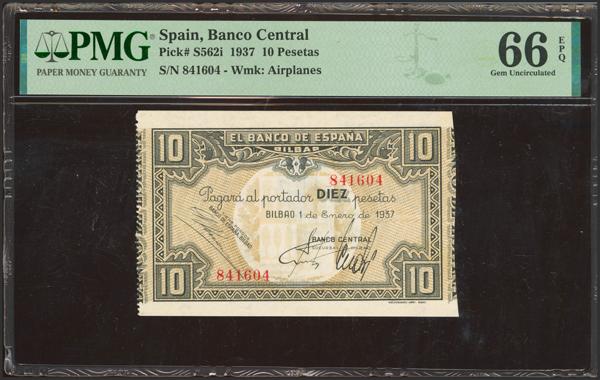 PMG
PAPER MONEY GUARANTY
Spain, Banco Central
Pick# S562i 1937 10 Pesetas
S/N 841604 - Wmk: Airplanes
66 EPQ
Gem Uncirculated
10 10
EL BANCO DE ESPAÑA
BILBAO
841604
Pagará al portador DIEZ pesetas
BILBAO 1 de Enero de 1937
BANCO CENTRAL
841604
10 10